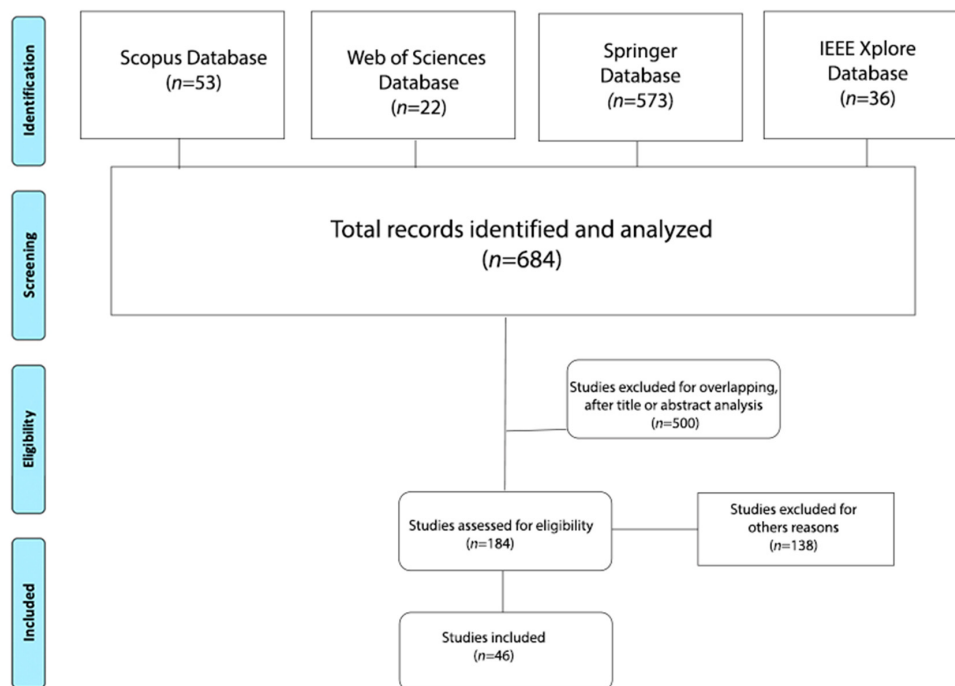 Identification
Scopus Database
(n=53)
Web of Sciences
Database
(n=22)
Springer
Database
(n=573)
IEEE Xplore
Database
(n=36)
Screening
Total records identified and analyzed
(n=684)
Eligibility
Studies excluded for overlapping,
after title or abstract analysis
(n=500)
Studies assessed for eligibility
(n=184)
Studies excluded for
others reasons
(n=138)
Included
Studies included
(n=46)